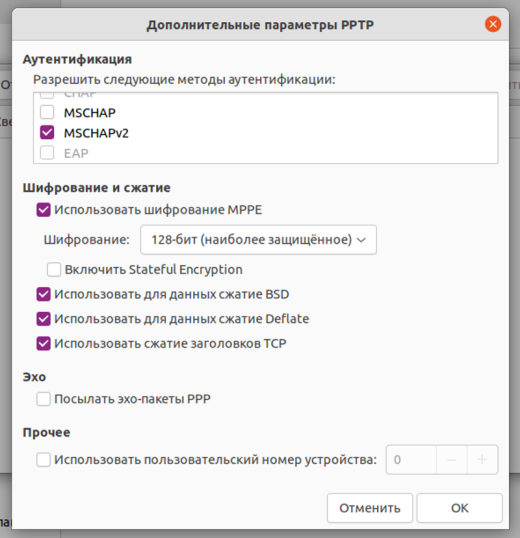 Дополнительные параметры PPTP
Аутентификация
Разрешить следующие методы аутентификации:
CHAP
MSCHAP
MSCHAPv2
EAP
Шифрование и сжатие
Использовать шифрование MPPE
Шифрование: 128-бит (наиболее защищённое)
Включить Stateful Encryption
Использовать для данных сжатие BSD
Использовать для данных сжатие Deflate
Использовать сжатие заголовков TCP
Эхо
Посылать эхо-пакеты PPP
Прочее
Использовать пользовательский номер устройства: 0 − +
Отменить OK